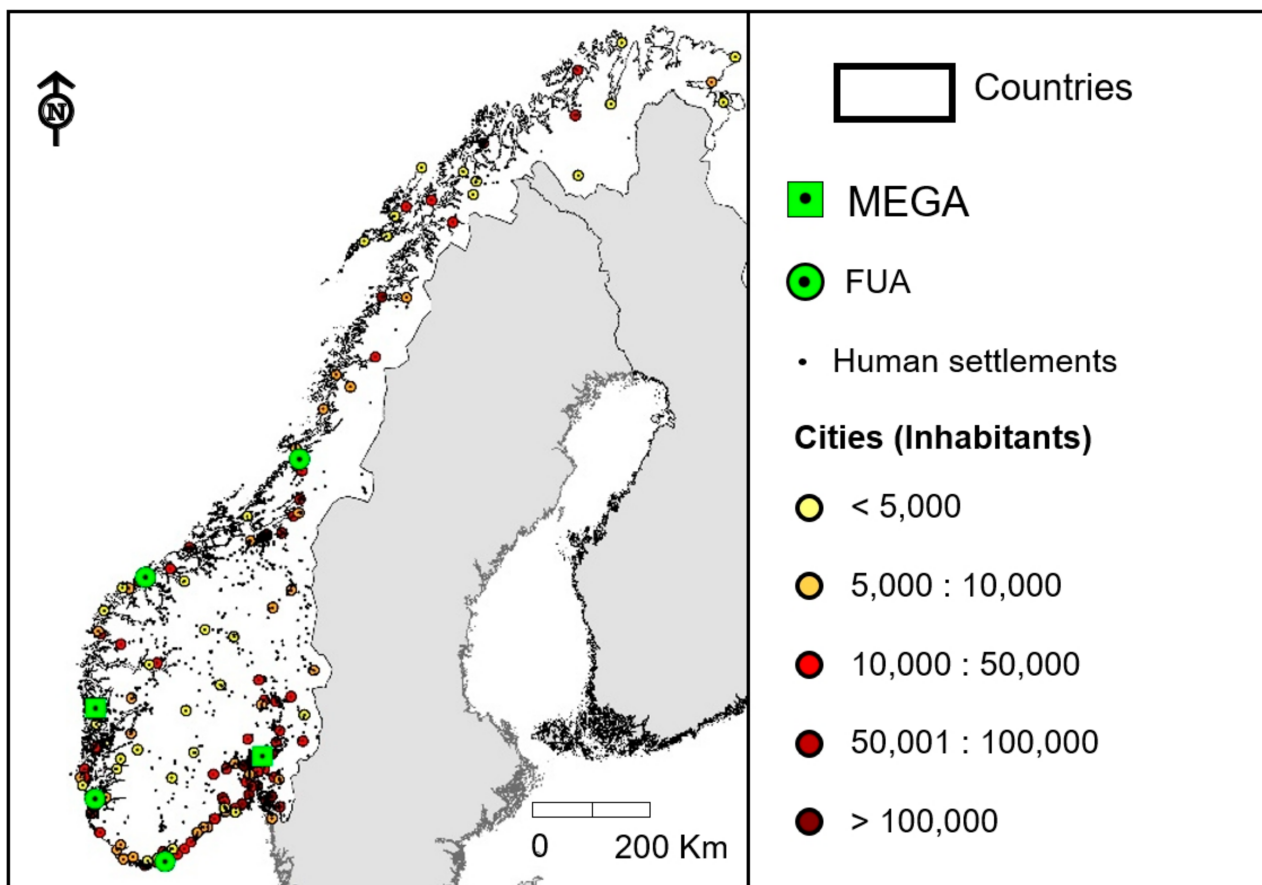 N
Countries
MEGA
FUA
Human settlements
Cities (Inhabitants)
< 5,000
5,000 : 10,000
10,000 : 50,000
50,001 : 100,000
> 100,000
0 200 Km